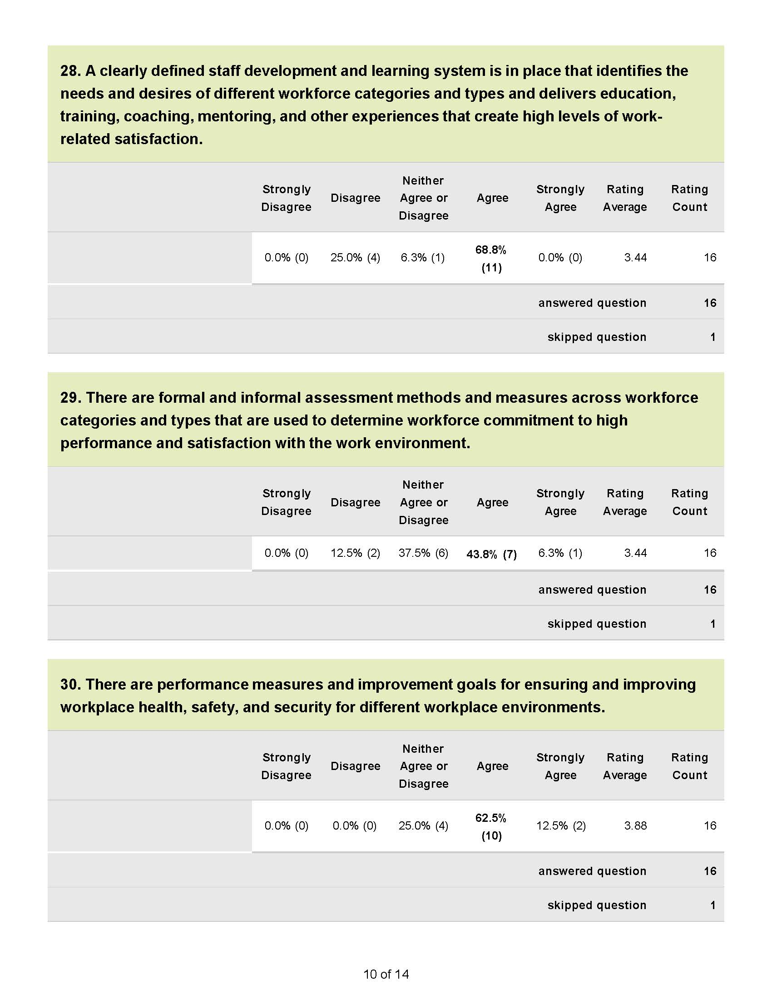 28. A clearly defined staff development and learning system is in place that identifies the
needs and desires of different workforce categories and types and delivers education,
training, coaching, mentoring, and other experiences that create high levels of work-
related satisfaction.
Strongly Disagree Disagree Neither Agree or Disagree Agree Strongly Agree Rating Average Rating Count
0.0% (0) 25.0% (4) 6.3% (1) 68.8% (11) 0.0% (0) 3.44 16
answered question 16
skipped question 1
29. There are formal and informal assessment methods and measures across workforce
categories and types that are used to determine workforce commitment to high
performance and satisfaction with the work environment.
Strongly Disagree Disagree Neither Agree or Disagree Agree Strongly Agree Rating Average Rating Count
0.0% (0) 12.5% (2) 37.5% (6) 43.8% (7) 6.3% (1) 3.44 16
answered question 16
skipped question 1
30. There are performance measures and improvement goals for ensuring and improving
workplace health, safety, and security for different workplace environments.
Strongly Disagree Disagree Neither Agree or Disagree Agree Strongly Agree Rating Average Rating Count
0.0% (0) 0.0% (0) 25.0% (4) 62.5% (10) 12.5% (2) 3.88 16
answered question 16
skipped question 1
10 of 14